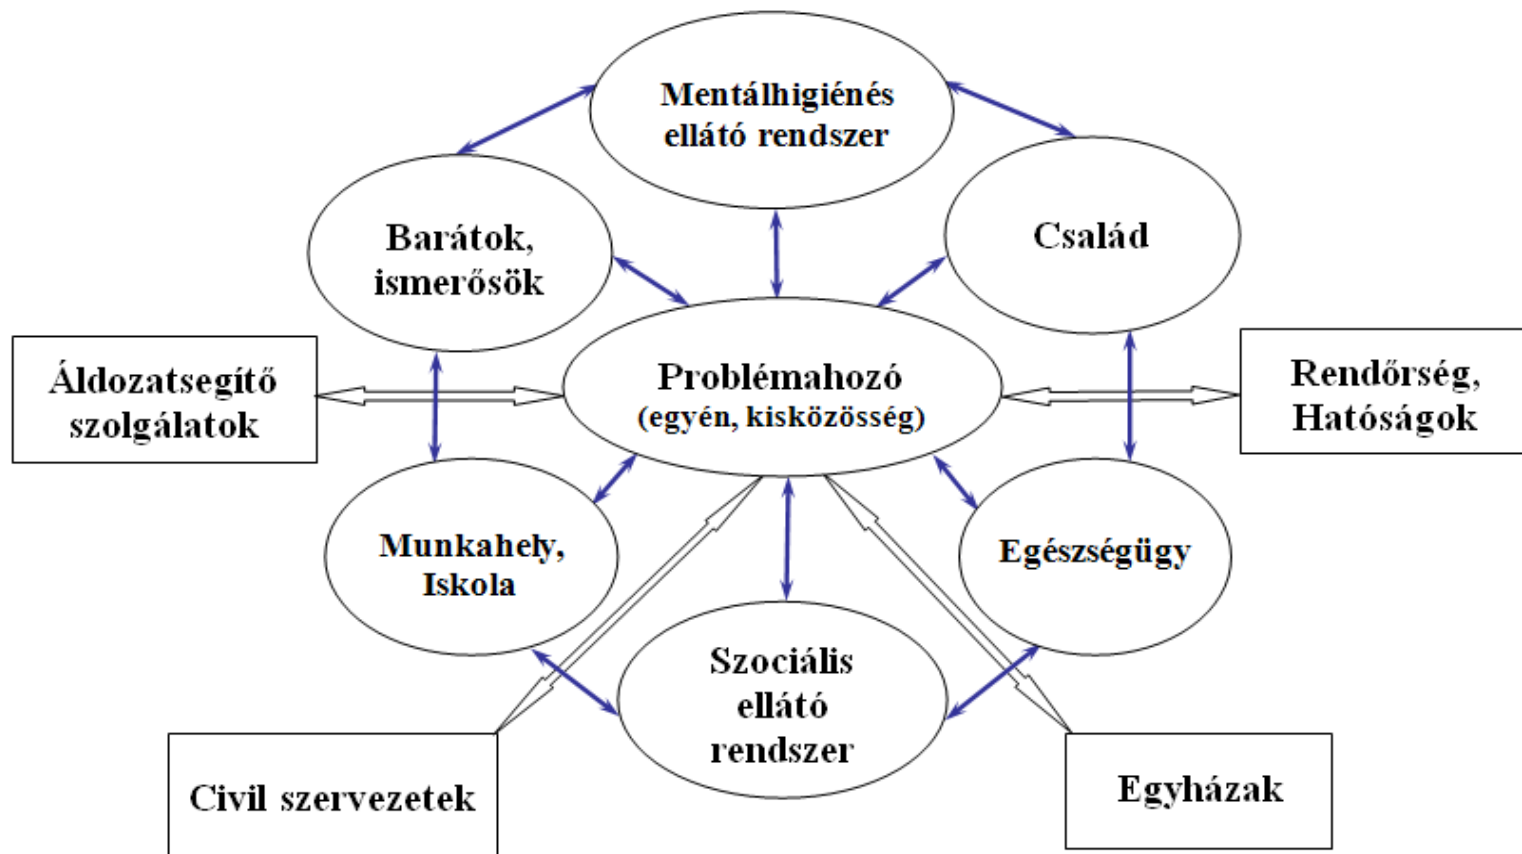 Mentálhigiénés
ellátó rendszer
Barátok,
ismerősök
Család
Áldozatsegítő
szolgálatok
Problémahozó
(egyén, kisközösség)
Rendőrség,
Hatóságok
Munkahely,
Iskola
Egészségügy
Szociális
ellátó
rendszer
Civil szervezetek
Egyházak